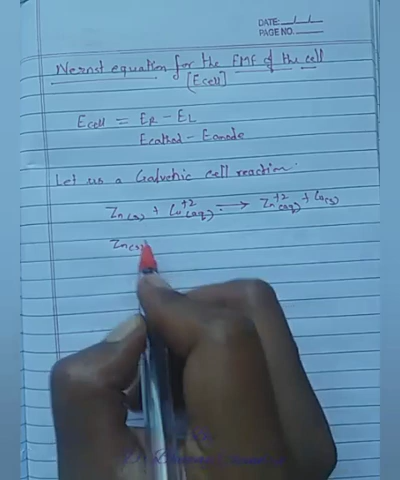 DATE:
PAGE NO.
Nernst equation for the EMF of the cell
[Ecell]
Ecell = ER - EL
Ecathod - Eanode
Let us a Galvenic cell reaction.
Zn(s) + Cu+2(aq) → Zn+2(aq) + Cu(s)
Zn(s)